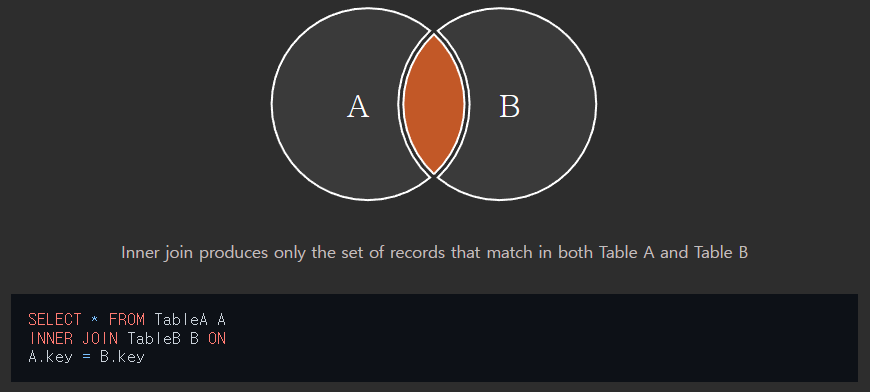 A B
Inner join produces only the set of records that match in both Table A and Table B
SELECT * FROM TableA A
INNER JOIN TableB B ON
A.key = B.key